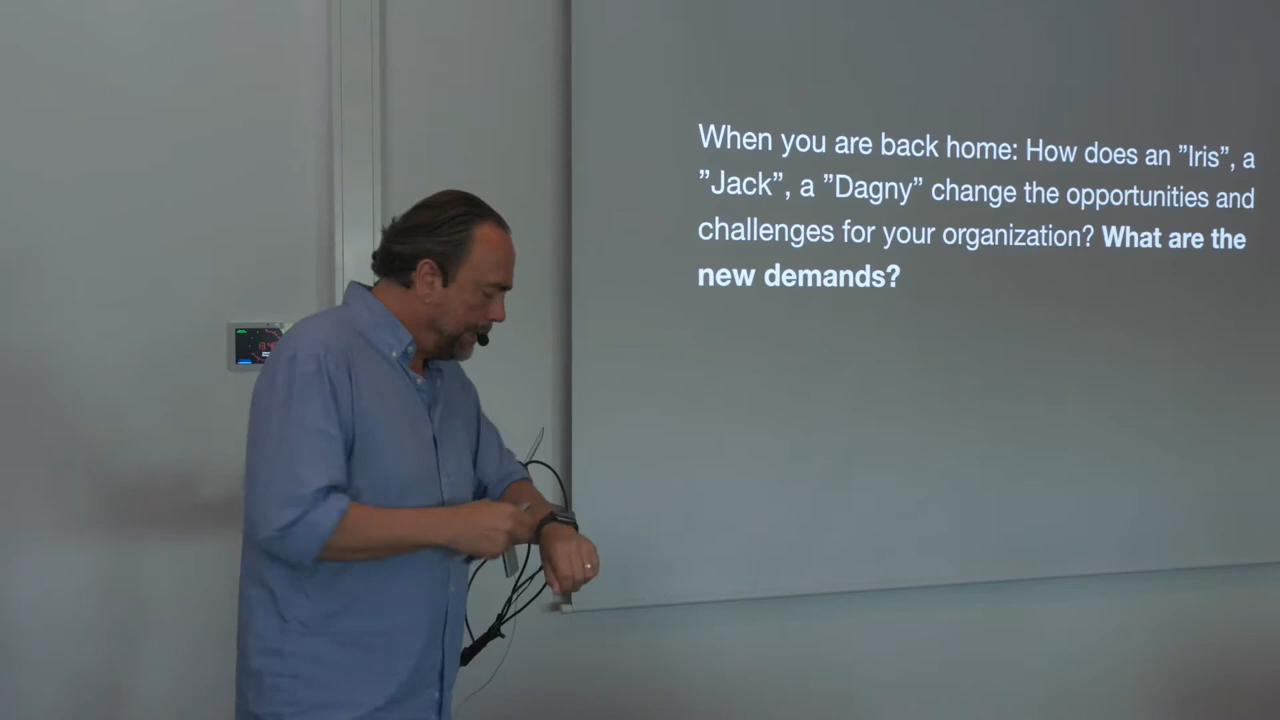 When you are back home: How does an ”Iris”, a
”Jack”, a ”Dagny” change the opportunities and
challenges for your organization? What are the
new demands?